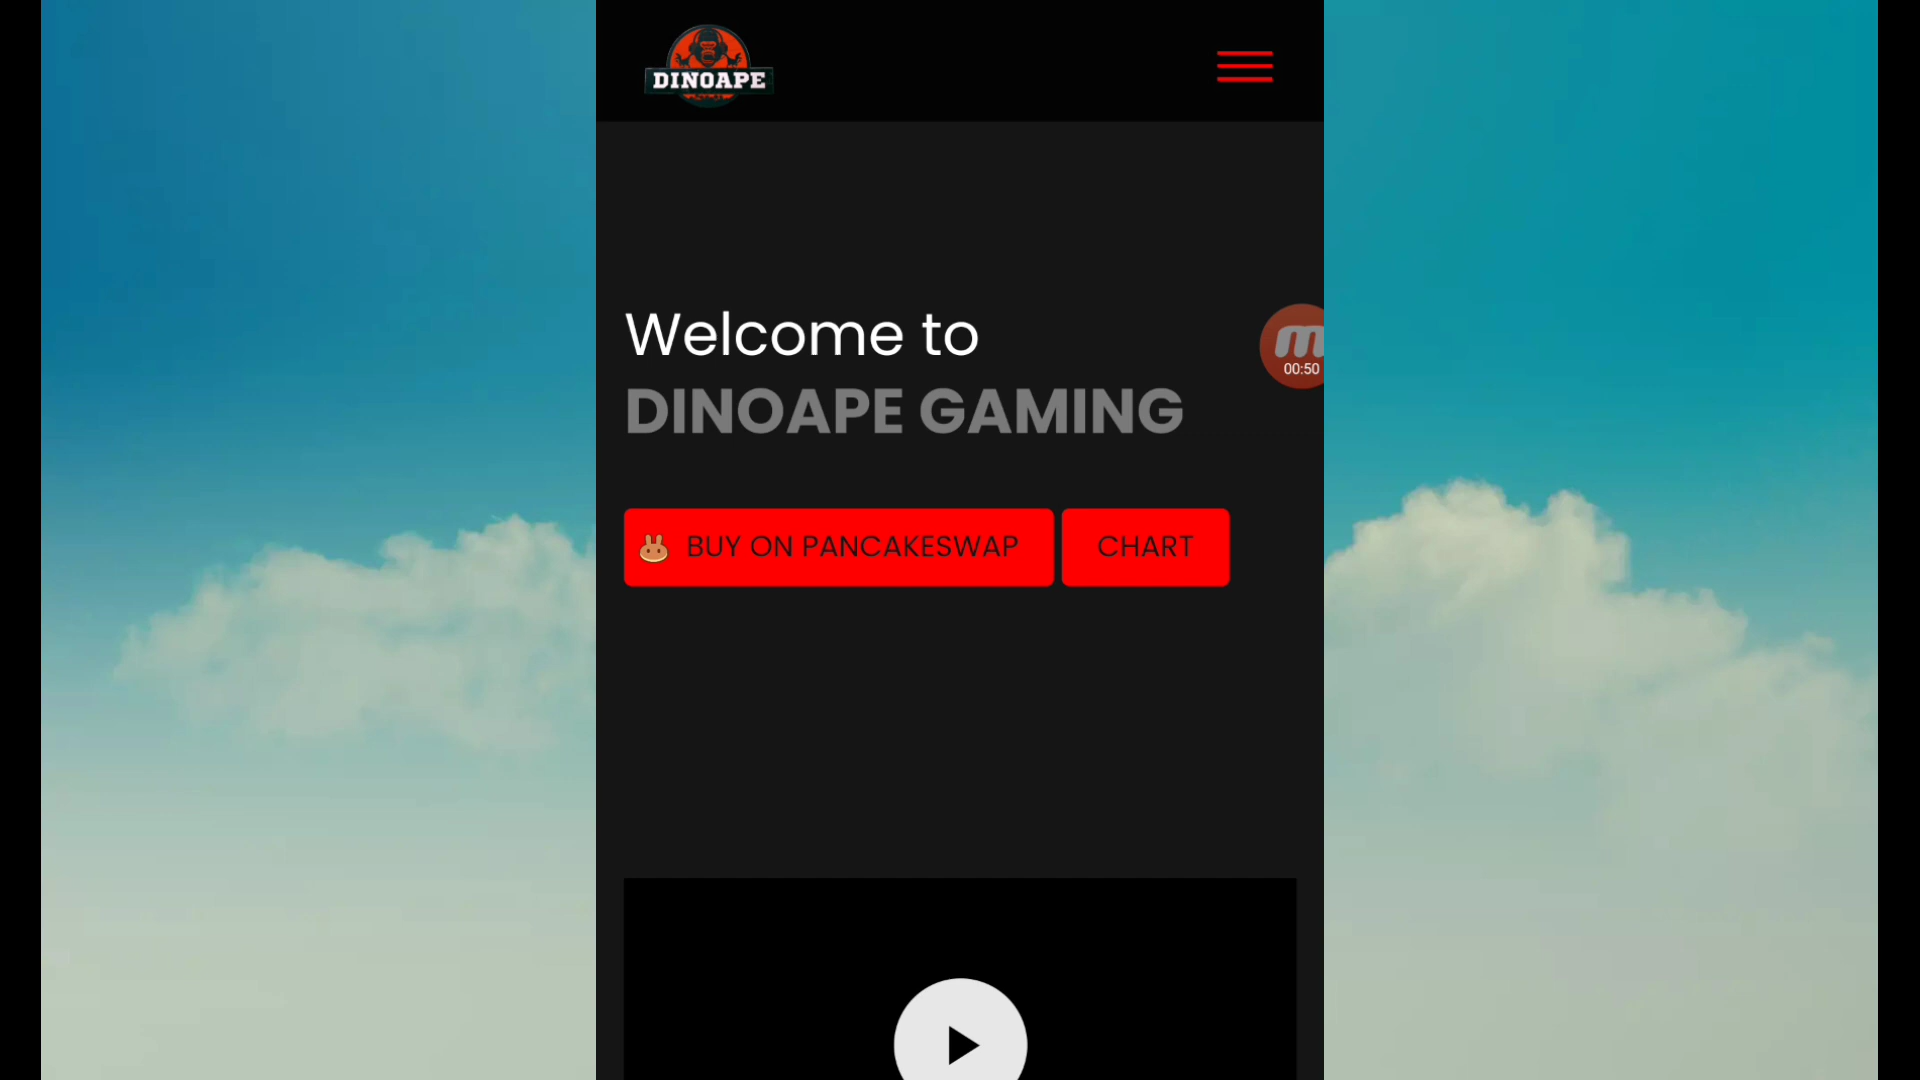 DINOAPE
Welcome to
m
00:50
DINOAPE GAMING
BUY ON PANCAKESWAP
CHART